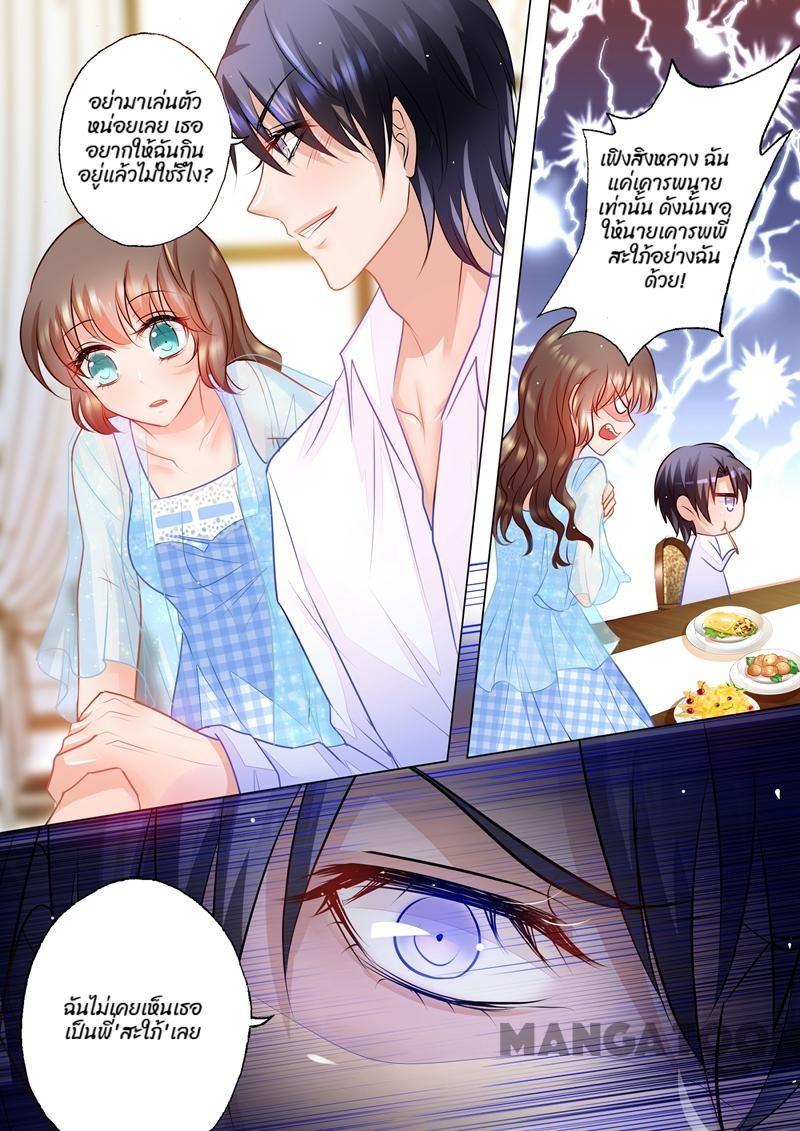 อย่ามาเล่นตัว
หน่อยเลย เธอ
อยากให้ฉันกิน
อยู่แล้วไม่ใช่รึไง?
เฟิงสิงหลาง ฉัน
แค่เคารพนาย
เท่านั้น ดังนั้นขอ
ให้นายเคารพพี่
สะใภ้อย่างฉัน
ด้วย!
ฉันไม่เคยเห็นเธอ
เป็นพี่'สะใภ้'เลย
MANGATOON